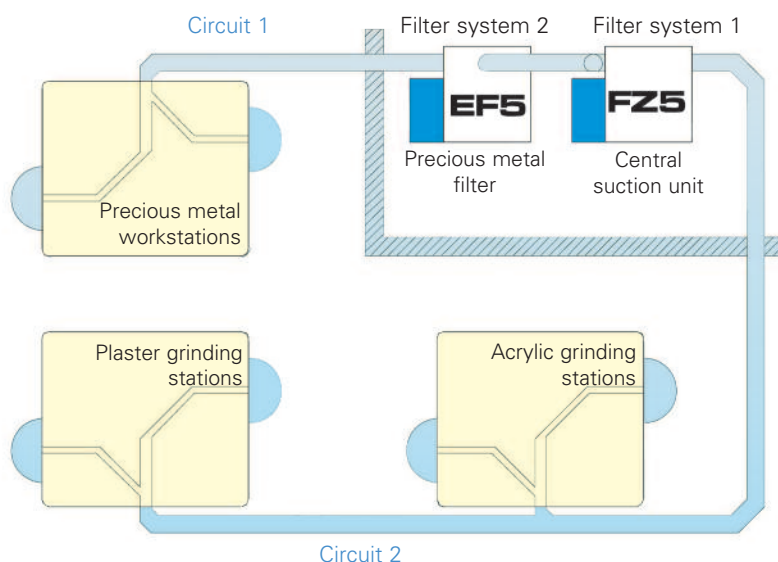 Circuit 1
Filter system 2
Filter system 1
EF5
FZ5
Precious metal
filter
Central
suction unit
Precious metal
workstations
Plaster grinding
stations
Acrylic grinding
stations
Circuit 2